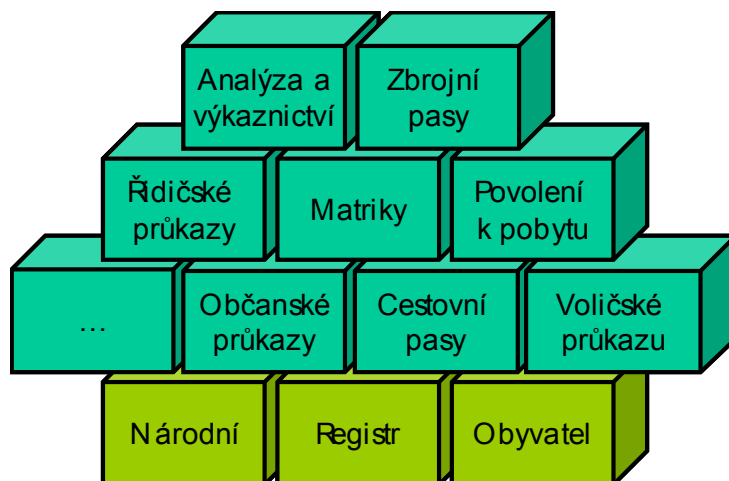 Analýza a
výkaznictví
Zbrojní
pasy
Řidičské
průkazy
Matriky
Povolení
k pobytu
...
Občanské
průkazy
Cestovní
pasy
Voličské
průkazu
Národní
Registr
Obyvatel